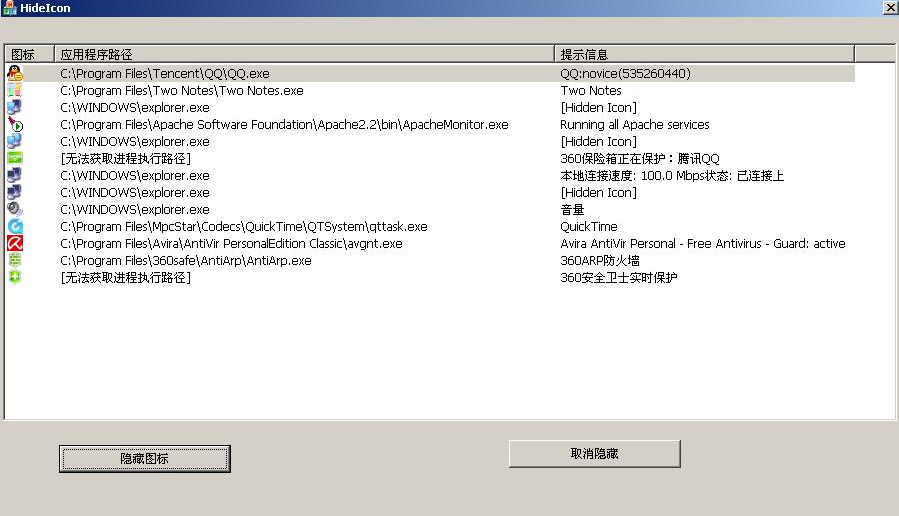 HideIcon
图标 应用程序路径 提示信息
C:\Program Files\Tencent\QQ\QQ.exe QQ:novice(535260440)
C:\Program Files\Two Notes\Two Notes.exe Two Notes
C:\WINDOWS\explorer.exe [Hidden Icon]
C:\Program Files\Apache Software Foundation\Apache2.2\bin\ApacheMonitor.exe Running all Apache services
C:\WINDOWS\explorer.exe [Hidden Icon]
[无法获取进程执行路径] 360保险箱正在保护：腾讯QQ
C:\WINDOWS\explorer.exe 本地连接速度: 100.0 Mbps状态: 已连接上
C:\WINDOWS\explorer.exe [Hidden Icon]
C:\WINDOWS\explorer.exe 音量
C:\Program Files\MpcStar\Codecs\QuickTime\QTSystem\qttask.exe QuickTime
C:\Program Files\Avira\AntiVir PersonalEdition Classic\avgnt.exe Avira AntiVir Personal - Free Antivirus - Guard: active
C:\Program Files\360safe\AntiArp\AntiArp.exe 360ARP防火墙
[无法获取进程执行路径] 360安全卫士实时保护
隐藏图标 取消隐藏